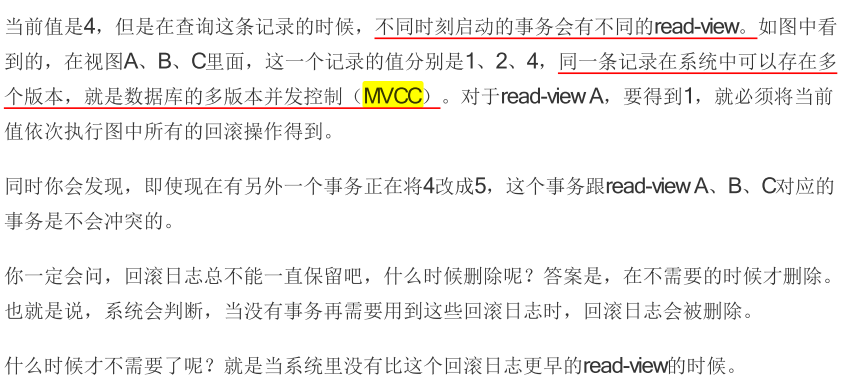 当前值是4，但是在查询这条记录的时候，不同时刻启动的事务会有不同的read-view。如图中看
到的，在视图A、B、C里面，这一个记录的值分别是1、2、4，同一条记录在系统中可以存在多
个版本，就是数据库的多版本并发控制（MVCC）。对于read-view A，要得到1，就必须将当前
值依次执行图中所有的回滚操作得到。
同时你会发现，即使现在有另外一个事务正在将4改成5，这个事务跟read-view A、B、C对应的
事务是不会冲突的。
你一定会问，回滚日志总不能一直保留吧，什么时候删除呢？答案是，在不需要的时候才删除。
也就是说，系统会判断，当没有事务再需要用到这些回滚日志时，回滚日志会被删除。
什么时候才不需要了呢？就是当系统里没有比这个回滚日志更早的read-view的时候。